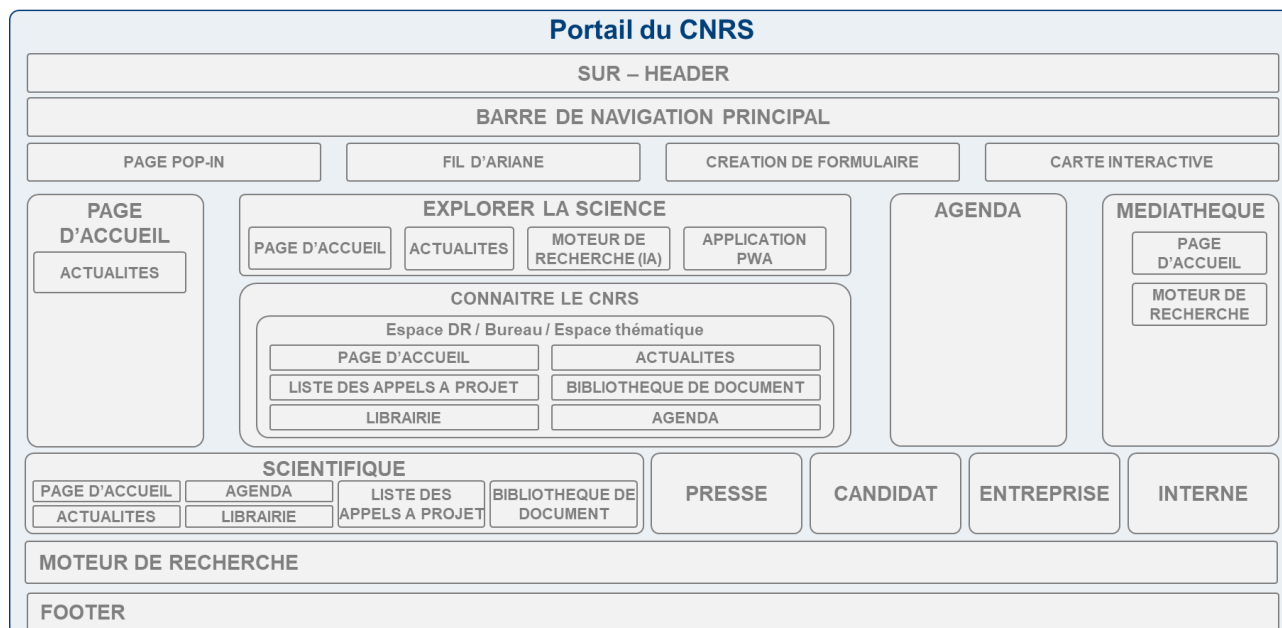 Portail du CNRS
SUR – HEADER
BARRE DE NAVIGATION PRINCIPAL
PAGE POP-IN
FIL D'ARIANE
CREATION DE FORMULAIRE
CARTE INTERACTIVE
PAGE
D'ACCUEIL
ACTUALITES
EXPLORER LA SCIENCE
PAGE D'ACCUEIL
ACTUALITES
MOTEUR DE
RECHERCHE (IA)
APPLICATION
PWA
CONNAITRE LE CNRS
Espace DR / Bureau / Espace thématique
PAGE D'ACCUEIL
ACTUALITES
LISTE DES APPELS A PROJET
BIBLIOTHEQUE DE DOCUMENT
LIBRAIRIE
AGENDA
AGENDA
MEDIATHEQUE
PAGE
D'ACCUEIL
MOTEUR DE
RECHERCHE
SCIENTIFIQUE
PAGE D'ACCUEIL
AGENDA
ACTUALITES
LIBRAIRIE
LISTE DES
APPELS A PROJET
BIBLIOTHEQUE DE
DOCUMENT
PRESSE
CANDIDAT
ENTREPRISE
INTERNE
MOTEUR DE RECHERCHE
FOOTER